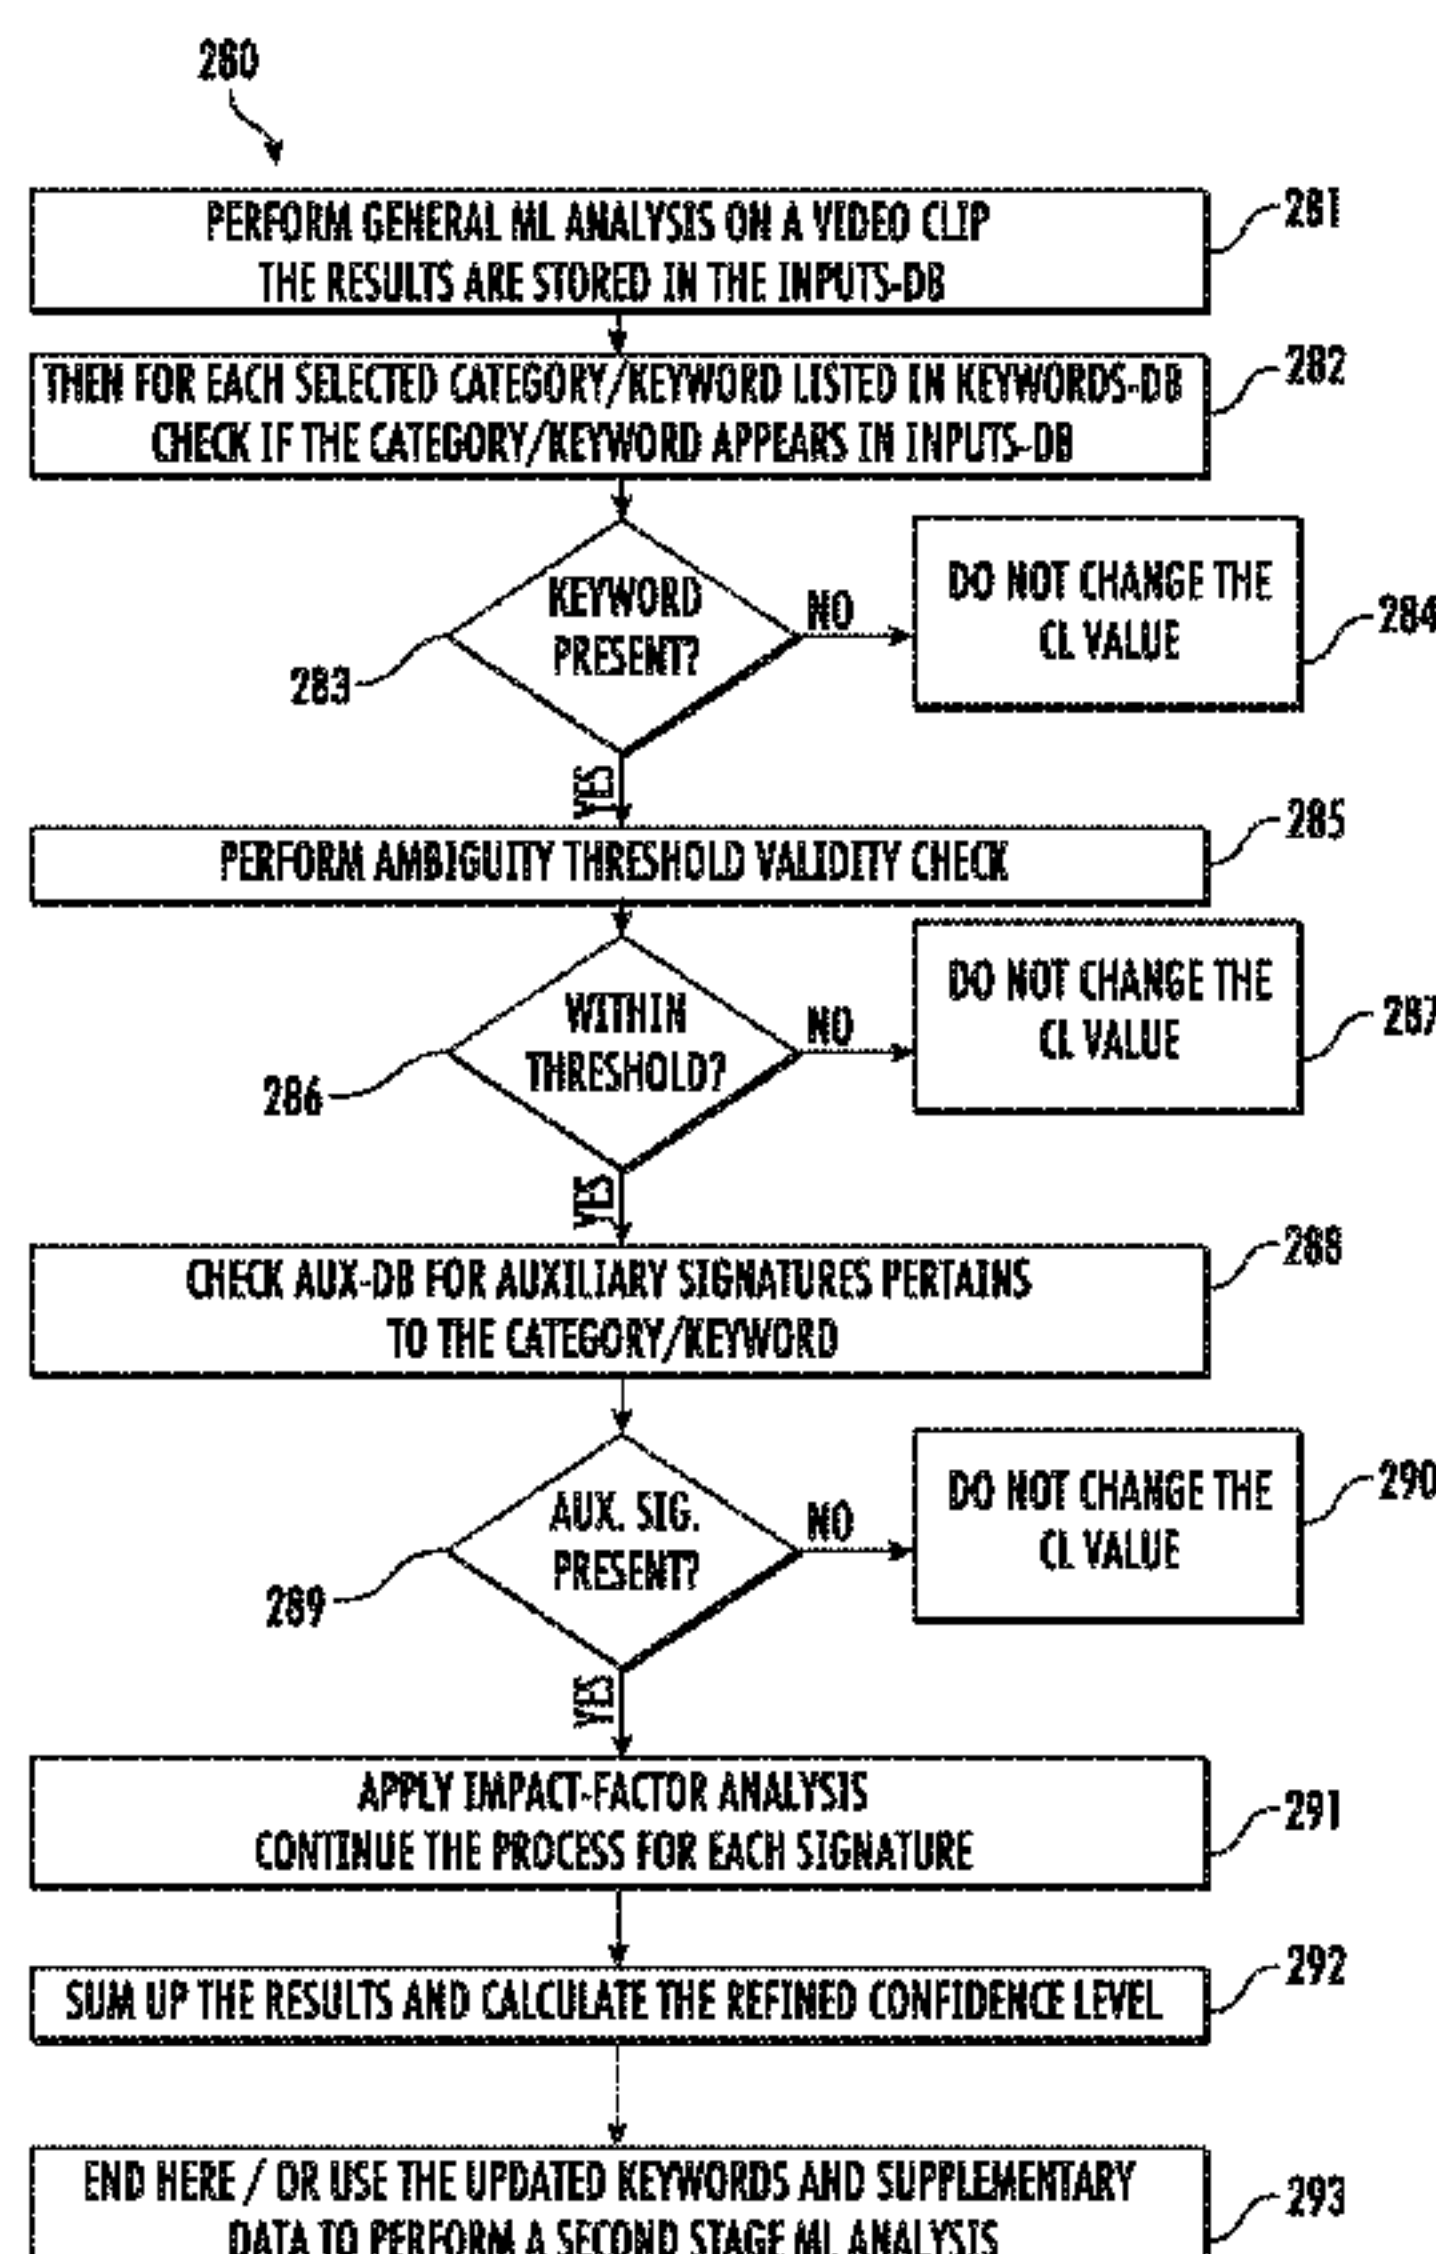 280
PERFORM GENERAL ML ANALYSIS ON A VIDEO CLIP
THE RESULTS ARE STORED IN THE INPUTS-DB
281
THEN FOR EACH SELECTED CATEGORY/KEYWORD LISTED IN KEYWORDS-DB
CHECK IF THE CATEGORY/KEYWORD APPEARS IN INPUTS-DB
282
KEYWORD
PRESENT?
283
NO
DO NOT CHANGE THE
CL VALUE
284
YES
PERFORM AMBIGUITY THRESHOLD VALIDITY CHECK
285
WITHIN
THRESHOLD?
286
NO
DO NOT CHANGE THE
CL VALUE
287
YES
CHECK AUX-DB FOR AUXILIARY SIGNATURES PERTAINS
TO THE CATEGORY/KEYWORD
288
AUX. SIG.
PRESENT?
289
NO
DO NOT CHANGE THE
CL VALUE
290
YES
APPLY IMPACT-FACTOR ANALYSIS
CONTINUE THE PROCESS FOR EACH SIGNATURE
291
SUM UP THE RESULTS AND CALCULATE THE REFINED CONFIDENCE LEVEL
292
END HERE / OR USE THE UPDATED KEYWORDS AND SUPPLEMENTARY
DATA TO PERFORM A SECOND STAGE ML ANALYSIS
293